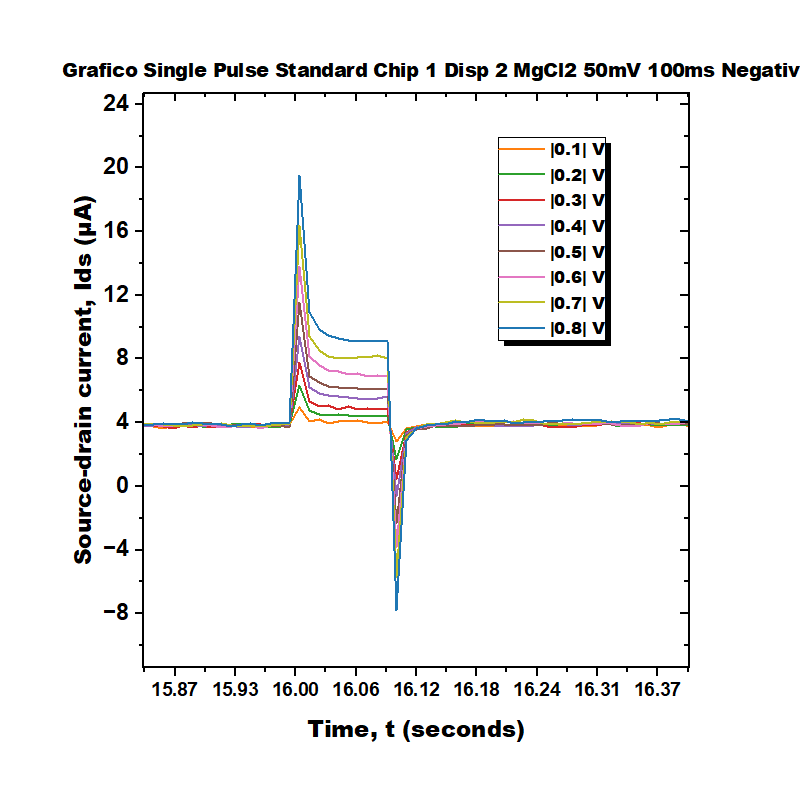 Grafico Single Pulse Standard Chip 1 Disp 2 MgCl2 50mV 100ms Negativ
24
20
16
12
8
4
0
−4
−8
Source-drain current, Ids (µA)
|0.1| V
|0.2| V
|0.3| V
|0.4| V
|0.5| V
|0.6| V
|0.7| V
|0.8| V
15.87 15.93 16.00 16.06 16.12 16.18 16.24 16.31 16.37
Time, t (seconds)